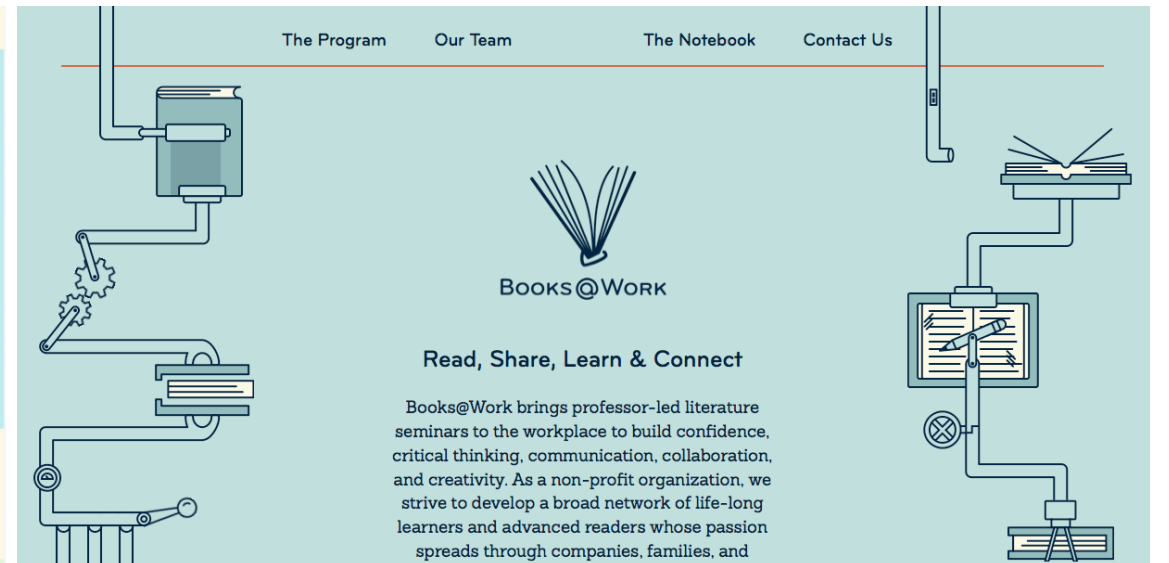 The Program Our Team The Notebook Contact Us
BOOKS@WORK
Read, Share, Learn & Connect
Books@Work brings professor-led literature
seminars to the workplace to build confidence,
critical thinking, communication, collaboration,
and creativity. As a non-profit organization, we
strive to develop a broad network of life-long
learners and advanced readers whose passion
spreads through companies, families, and